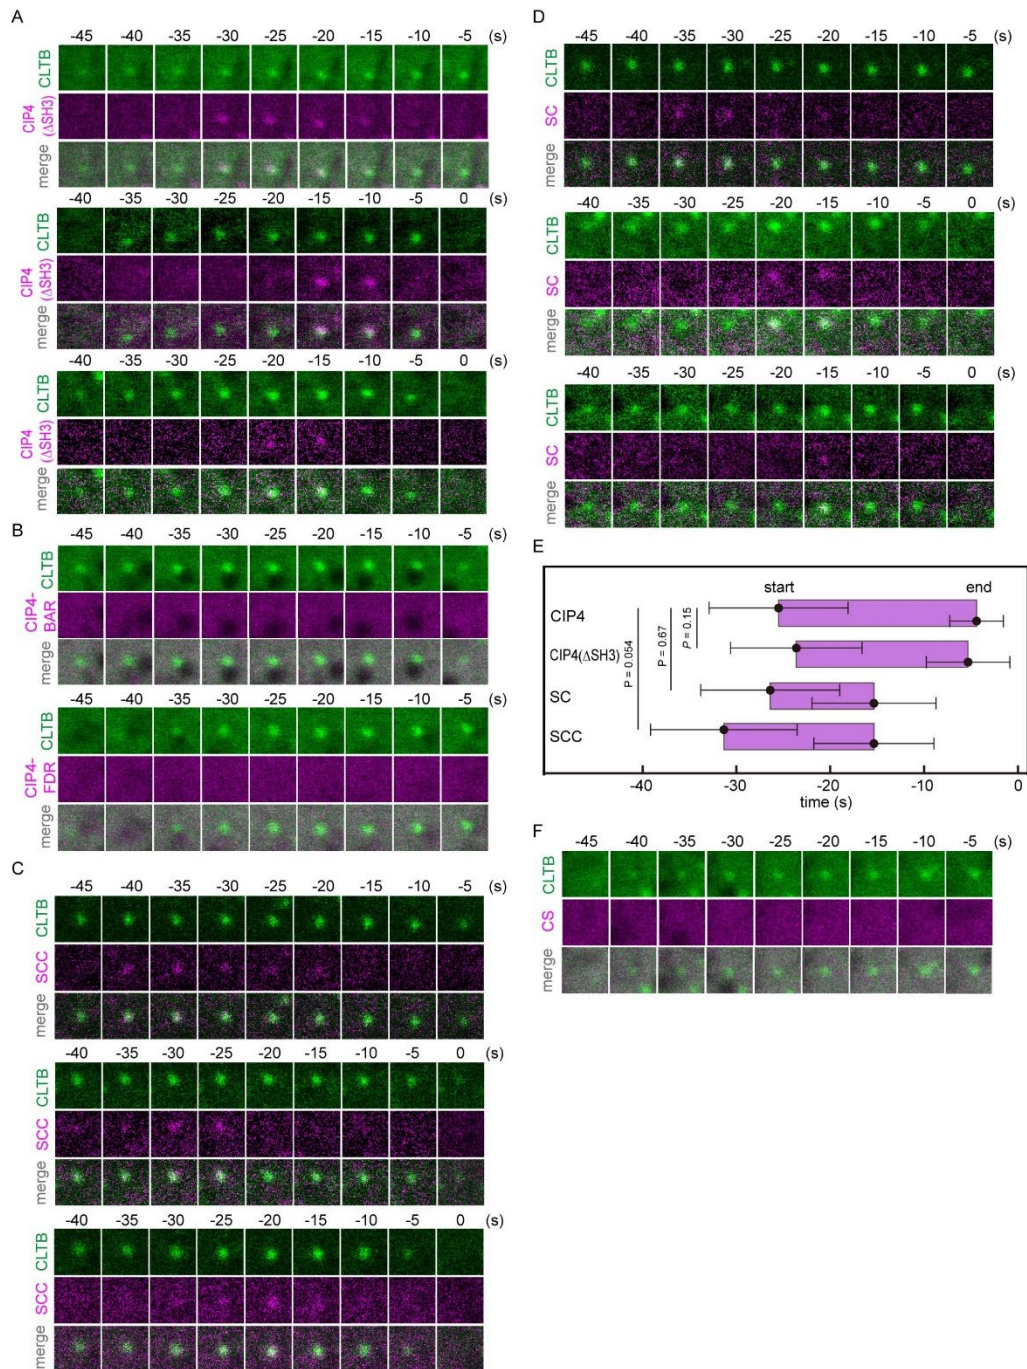 A
-45 -40 -35 -30 -25 -20 -15 -10 -5 (s)
CLTB
CIP4
(ΔSH3)
merge
-40 -35 -30 -25 -20 -15 -10 -5 0 (s)
CLTB
CIP4
(ΔSH3)
merge
-40 -35 -30 -25 -20 -15 -10 -5 0 (s)
CLTB
CIP4
(ΔSH3)
merge
B
-45 -40 -35 -30 -25 -20 -15 -10 -5 (s)
CLTB
CIP4-
BAR
merge
-40 -35 -30 -25 -20 -15 -10 -5 0 (s)
CLTB
CIP4-
FDR
merge
C
-45 -40 -35 -30 -25 -20 -15 -10 -5 (s)
CLTB
SCC
merge
-40 -35 -30 -25 -20 -15 -10 -5 0 (s)
CLTB
SCC
merge
-40 -35 -30 -25 -20 -15 -10 -5 0 (s)
CLTB
SCC
merge
D
-45 -40 -35 -30 -25 -20 -15 -10 -5 (s)
CLTB
SC
merge
-40 -35 -30 -25 -20 -15 -10 -5 0 (s)
CLTB
SC
merge
-40 -35 -30 -25 -20 -15 -10 -5 0 (s)
CLTB
SC
merge
E
start end
CIP4
CIP4(ΔSH3)
SC
SCC
P = 0.054
P = 0.67
P = 0.15
-40 -30 -20 -10 0
time (s)
F
-45 -40 -35 -30 -25 -20 -15 -10 -5 (s)
CLTB
CS
merge